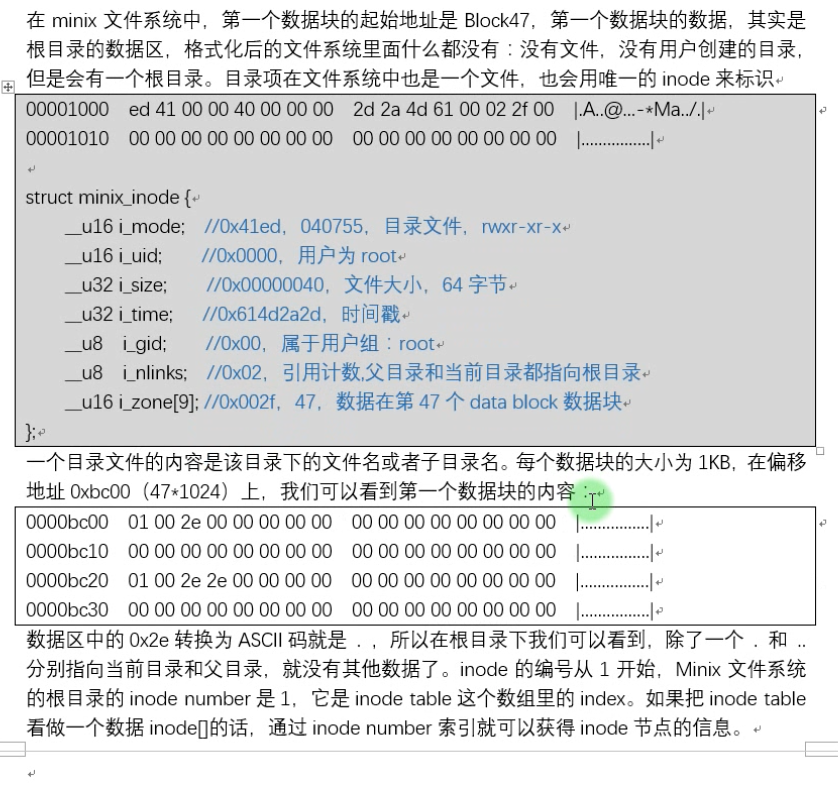 在 minix 文件系统中，第一个数据块的起始地址是 Block47，第一个数据块的数据，其实是
根目录的数据区，格式化后的文件系统里面什么都没有：没有文件，没有用户创建的目录，
但是会有一个根目录。目录项在文件系统中也是一个文件，也会用唯一的 inode 来标识
00001000 ed 41 00 00 40 00 00 00 2d 2a 4d 61 00 02 2f 00 |.A..@...-*Ma../.|
00001010 00 00 00 00 00 00 00 00 00 00 00 00 00 00 00 00 |................|
struct minix_inode {
__u16 i_mode; //0x41ed，040755，目录文件，rwxr-xr-x
__u16 i_uid; //0x0000，用户为 root
__u32 i_size; //0x00000040，文件大小，64 字节
__u32 i_time; //0x614d2a2d，时间戳
__u8 i_gid; //0x00，属于用户组：root
__u8 i_nlinks; //0x02，引用计数,父目录和当前目录都指向根目录
__u16 i_zone[9]; //0x002f，47，数据在第 47 个 data block 数据块
};
一个目录文件的内容是该目录下的文件名或者子目录名。每个数据块的大小为 1KB，在偏移
地址 0xbc00（47*1024）上，我们可以看到第一个数据块的内容：
0000bc00 01 00 2e 00 00 00 00 00 00 00 00 00 00 00 00 00 |................|
0000bc10 00 00 00 00 00 00 00 00 00 00 00 00 00 00 00 00 |................|
0000bc20 01 00 2e 2e 00 00 00 00 00 00 00 00 00 00 00 00 |................|
0000bc30 00 00 00 00 00 00 00 00 00 00 00 00 00 00 00 00 |................|
数据区中的 0x2e 转换为 ASCII 码就是 . ，所以在根目录下我们可以看到，除了一个 . 和 ..
分别指向当前目录和父目录，就没有其他数据了。inode 的编号从 1 开始，Minix 文件系统
的根目录的 inode number 是 1，它是 inode table 这个数组里的 index。如果把 inode table
看做一个数据 inode[]的话，通过 inode number 索引就可以获得 inode 节点的信息。